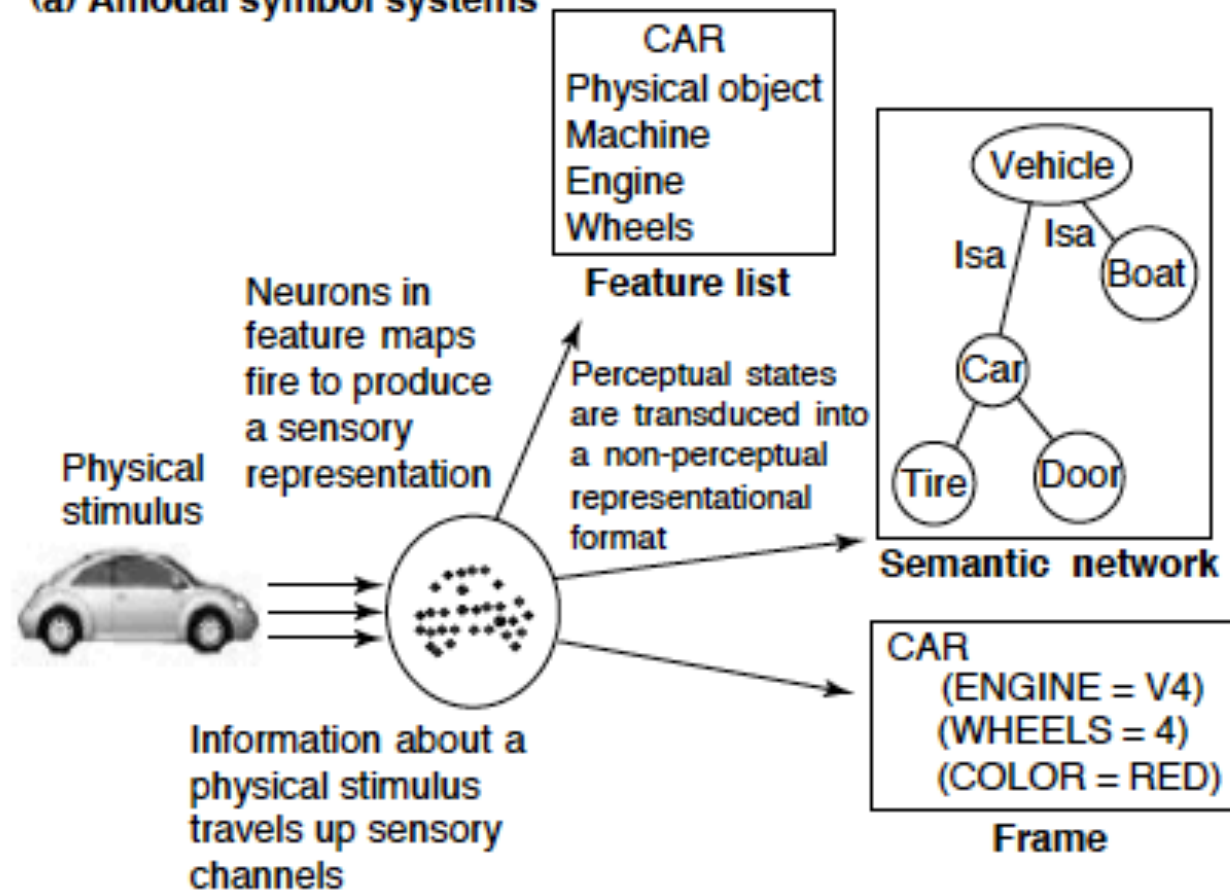 (a) Amodal symbol systems
CAR
Physical object
Machine
Engine
Wheels
Feature list
Vehicle
Isa
Isa
Boat
Car
Tire
Door
Semantic network
Neurons in
feature maps
fire to produce
a sensory
representation
Perceptual states
are transduced into
a non-perceptual
representational
format
Physical
stimulus
Information about a
physical stimulus
travels up sensory
channels
CAR
(ENGINE = V4)
(WHEELS = 4)
(COLOR = RED)
Frame